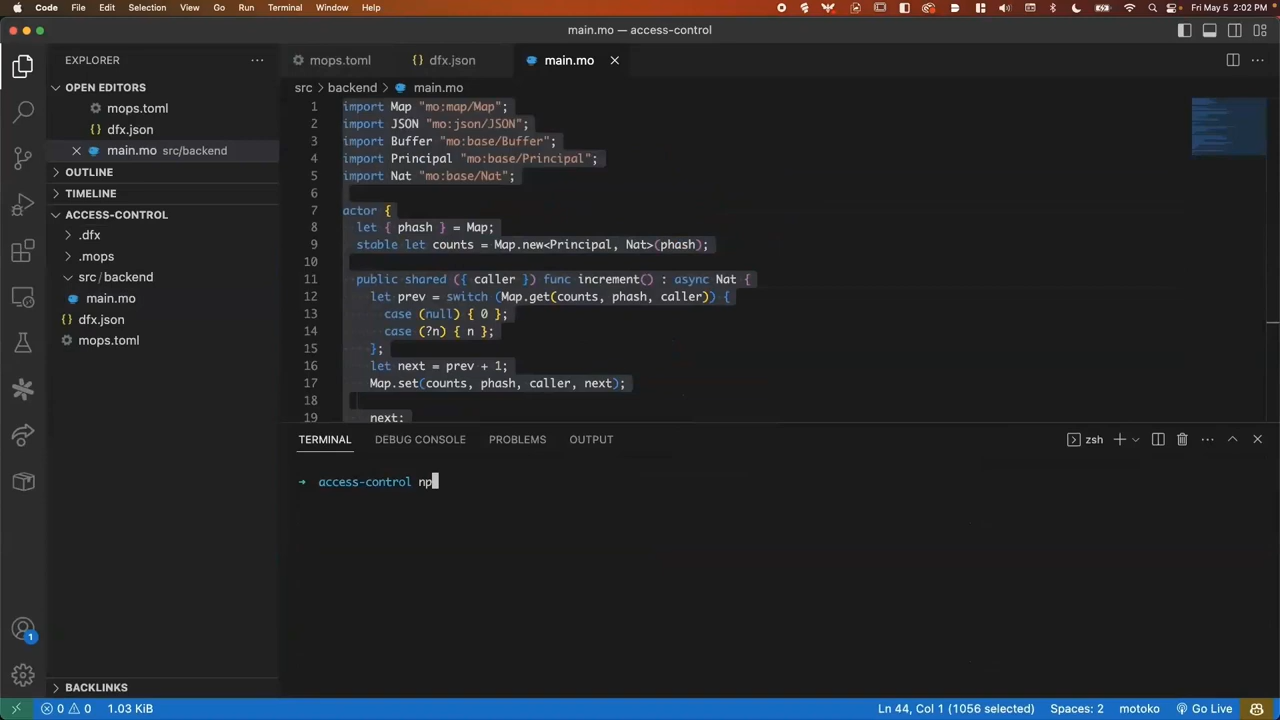 Code File Edit Selection View Go Run Terminal Window Help Fri May 5 2:02 PM
main.mo — access-control
EXPLORER
OPEN EDITORS
mops.toml
dfx.json
main.mo src/backend
OUTLINE
TIMELINE
ACCESS-CONTROL
.dfx
.mops
src/backend
main.mo
dfx.json
mops.toml
BACKLINKS
mops.toml dfx.json main.mo
src > backend > main.mo
1 import Map "mo:map/Map";
2 import JSON "mo:json/JSON";
3 import Buffer "mo:base/Buffer";
4 import Principal "mo:base/Principal";
5 import Nat "mo:base/Nat";
6
7 actor {
8 let { phash } = Map;
9 stable let counts = Map.new<Principal, Nat>(phash);
10
11 public shared ({ caller }) func increment() : async Nat {
12 let prev = switch (Map.get(counts, phash, caller)) {
13 case (null) { 0 };
14 case (?n) { n };
15 };
16 let next = prev + 1;
17 Map.set(counts, phash, caller, next);
18
19 next;
TERMINAL DEBUG CONSOLE PROBLEMS OUTPUT zsh
→ access-control np
1
0 0 1.03 KiB Ln 44, Col 1 (1056 selected) Spaces: 2 motoko Go Live